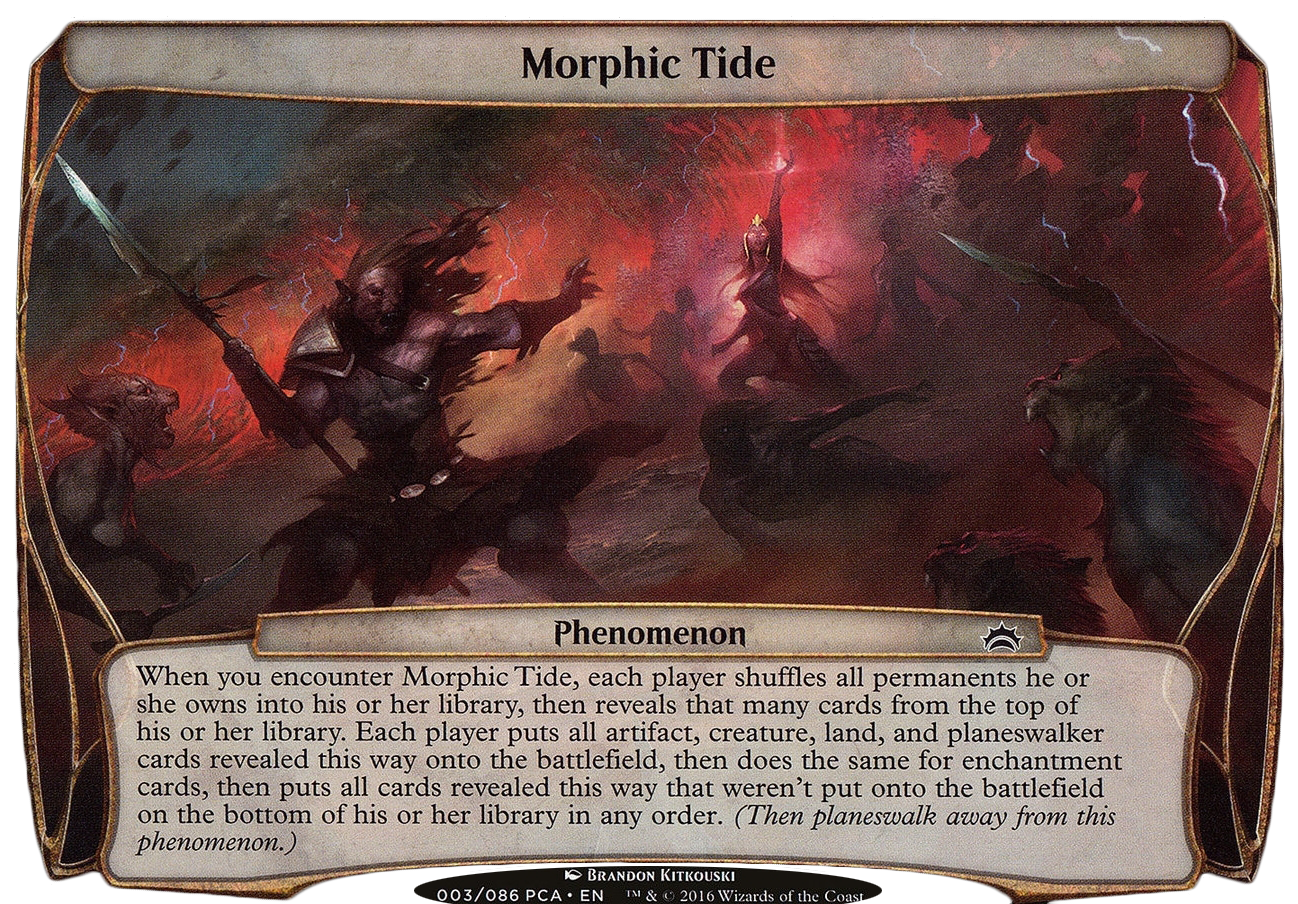 Morphic Tide
Phenomenon
When you encounter Morphic Tide, each player shuffles all permanents he or
she owns into his or her library, then reveals that many cards from the top of
his or her library. Each player puts all artifact, creature, land, and planeswalker
cards revealed this way onto the battlefield, then does the same for enchantment
cards, then puts all cards revealed this way that weren't put onto the battlefield
on the bottom of his or her library in any order. (Then planeswalk away from this
phenomenon.)
Brandon Kitkouski
003/086 PCA • EN ™ & © 2016 Wizards of the Coast